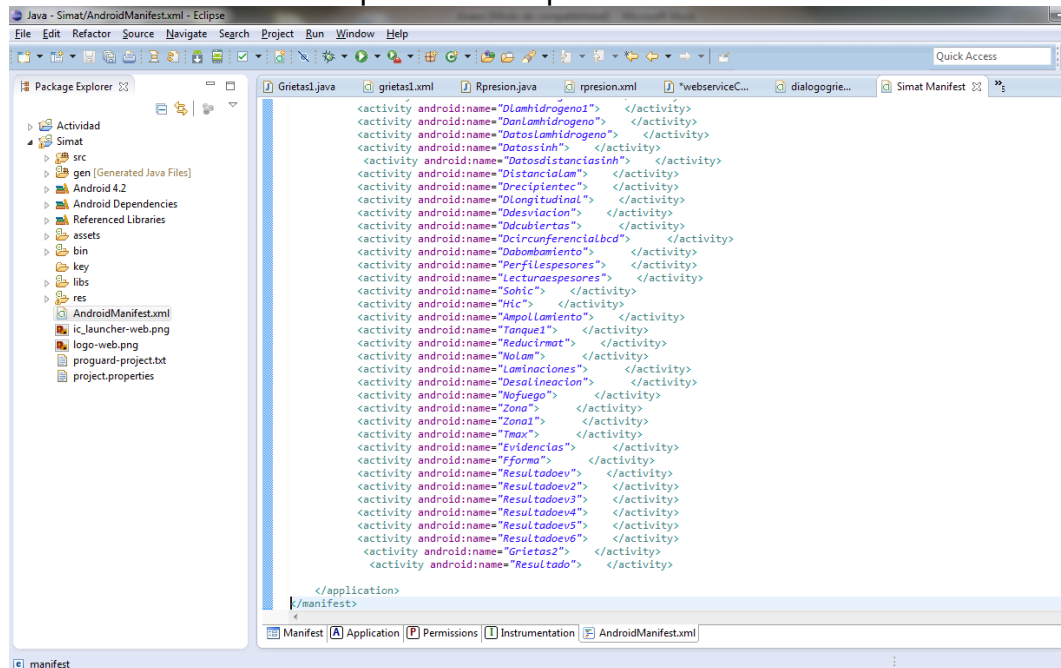 Java - Simat/AndroidManifest.xml - Eclipse
File Edit Refactor Source Navigate Search Project Run Window Help
Quick Access
Package Explorer
Actividad
Simat
src
gen [Generated Java Files]
Android 4.2
Android Dependencies
Referenced Libraries
assets
bin
key
libs
res
AndroidManifest.xml
ic_launcher-web.png
logo-web.png
proguard-project.txt
project.properties
Grietas1.java grietas1.xml Rpresion.java rpresion.xml *webserviceC... dialogogrie... Simat Manifest »5
<activity android:name="Dlamhidrogeno1"> </activity>
<activity android:name="Danlamhidrogeno"> </activity>
<activity android:name="Datoslamhidrogeno"> </activity>
<activity android:name="Datossinh"> </activity>
<activity android:name="Datosdistanciasinh"> </activity>
<activity android:name="Distancialam"> </activity>
<activity android:name="Drecipientec"> </activity>
<activity android:name="Dlongitudinal"> </activity>
<activity android:name="Ddesviacion"> </activity>
<activity android:name="Ddcubiertas"> </activity>
<activity android:name="Dcircunferencialbcd"> </activity>
<activity android:name="Dabombamiento"> </activity>
<activity android:name="Perfilespesores"> </activity>
<activity android:name="Lecturaespesores"> </activity>
<activity android:name="Sohic"> </activity>
<activity android:name="Hic"> </activity>
<activity android:name="Ampollamiento"> </activity>
<activity android:name="Tanque1"> </activity>
<activity android:name="Reducirmat"> </activity>
<activity android:name="Nolam"> </activity>
<activity android:name="Laminaciones"> </activity>
<activity android:name="Desalineacion"> </activity>
<activity android:name="Nofuego"> </activity>
<activity android:name="Zona"> </activity>
<activity android:name="Zona1"> </activity>
<activity android:name="Tmax"> </activity>
<activity android:name="Evidencias"> </activity>
<activity android:name="Fforma"> </activity>
<activity android:name="Resultadoev"> </activity>
<activity android:name="Resultadoev2"> </activity>
<activity android:name="Resultadoev3"> </activity>
<activity android:name="Resultadoev4"> </activity>
<activity android:name="Resultadoev5"> </activity>
<activity android:name="Resultadoev6"> </activity>
<activity android:name="Grietas2"> </activity>
<activity android:name="Resultado"> </activity>
</application>
</manifest>
Manifest A Application P Permissions I Instrumentation AndroidManifest.xml
e manifest